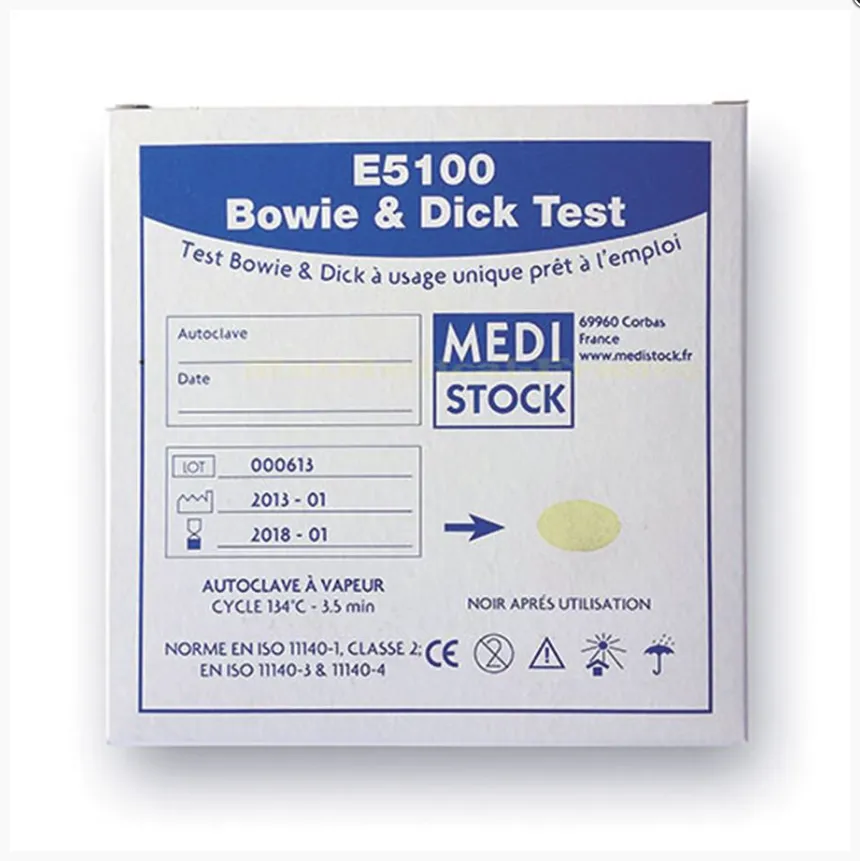 E5100
Bowie & Dick Test
Test Bowie & Dick à usage unique prêt à l'emploi
Autoclave
Date
MEDI
STOCK
69960 Corbas
France
www.medistock.fr
LOT 000613
2013 - 01
2018 - 01
AUTOCLAVE À VAPEUR
CYCLE 134°C - 3.5 min
NOIR APRÉS UTILISATION
NORME EN ISO 11140-1, CLASSE 2;
EN ISO 11140-3 & 11140-4
CE
2